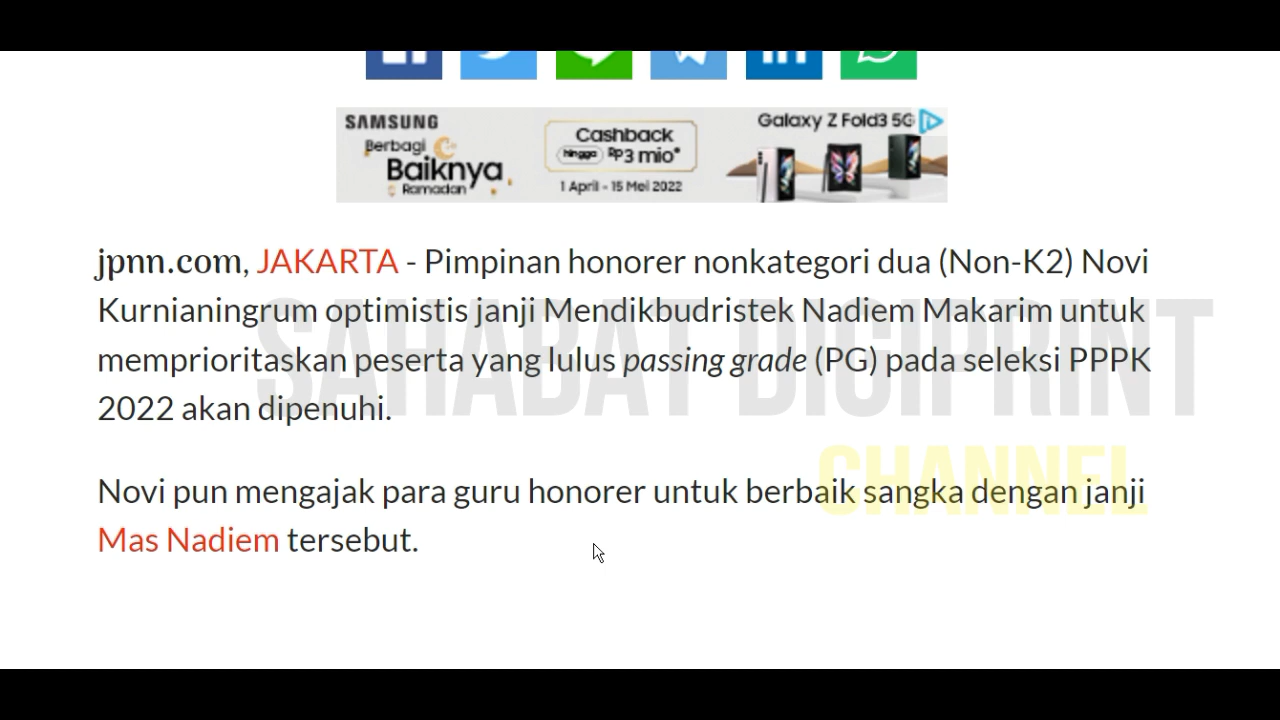 SAMSUNG
Berbagi
Baiknya
Ramadan
Cashback
hingga Rp3 mio*
1 April - 15 Mei 2022
Galaxy Z Fold3 5G
jpnn.com, JAKARTA - Pimpinan honorer nonkategori dua (Non-K2) Novi
Kurnianingrum optimistis janji Mendikbudristek Nadiem Makarim untuk
memprioritaskan peserta yang lulus passing grade (PG) pada seleksi PPPK
2022 akan dipenuhi.
SAHABAT DIGIPRINT
CHANNEL
Novi pun mengajak para guru honorer untuk berbaik sangka dengan janji
Mas Nadiem tersebut.